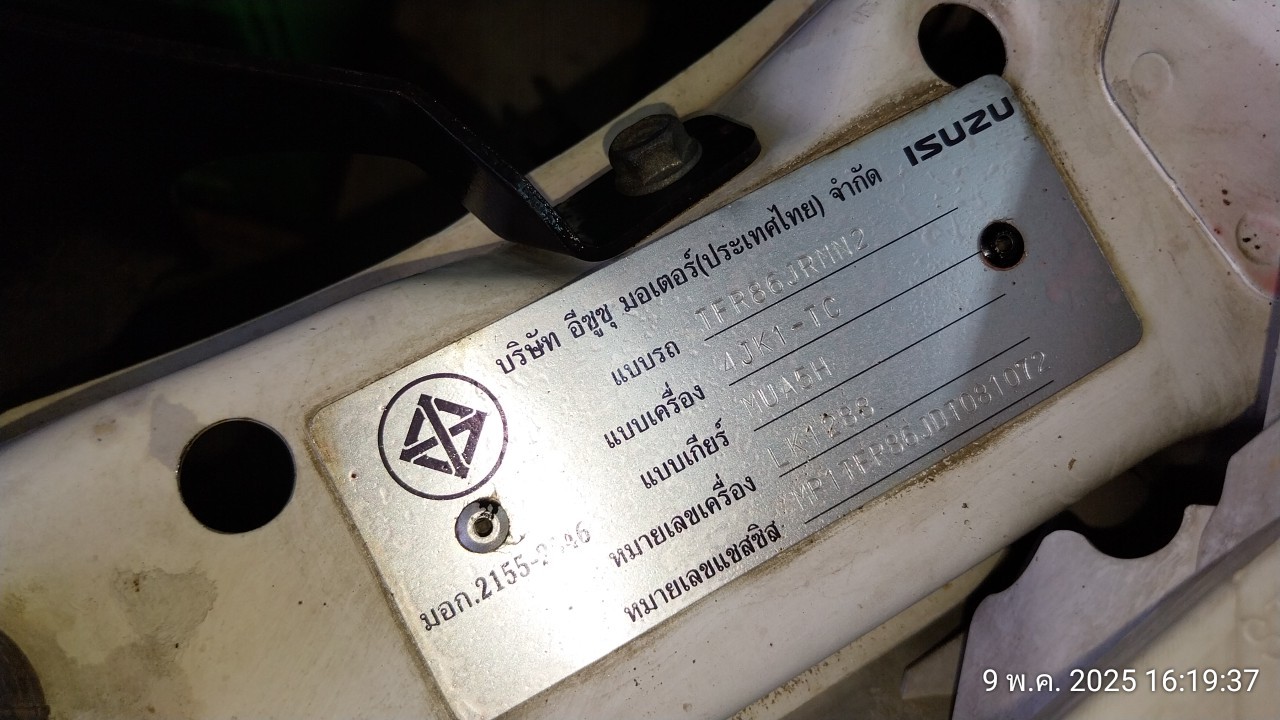 ISUZU
บริษัท อีซูซุ มอเตอร์(ประเทศไทย) จำกัด
แบบรถ TFR86JRMN2
แบบเครื่อง 4JK1-TC
แบบเกียร์ MUA5H
หมายเลขเครื่อง LK1288
หมายเลขแชสซิส MP1TFR86JD1081072
มอก.2155-2546
9 พ.ค. 2025 16:19:37